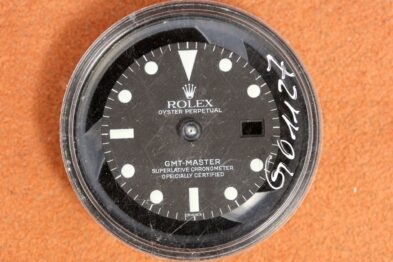 ROLEX
OYSTER PERPETUAL
GMT-MASTER
SUPERLATIVE CHRONOMETER
OFFICIALLY CERTIFIED